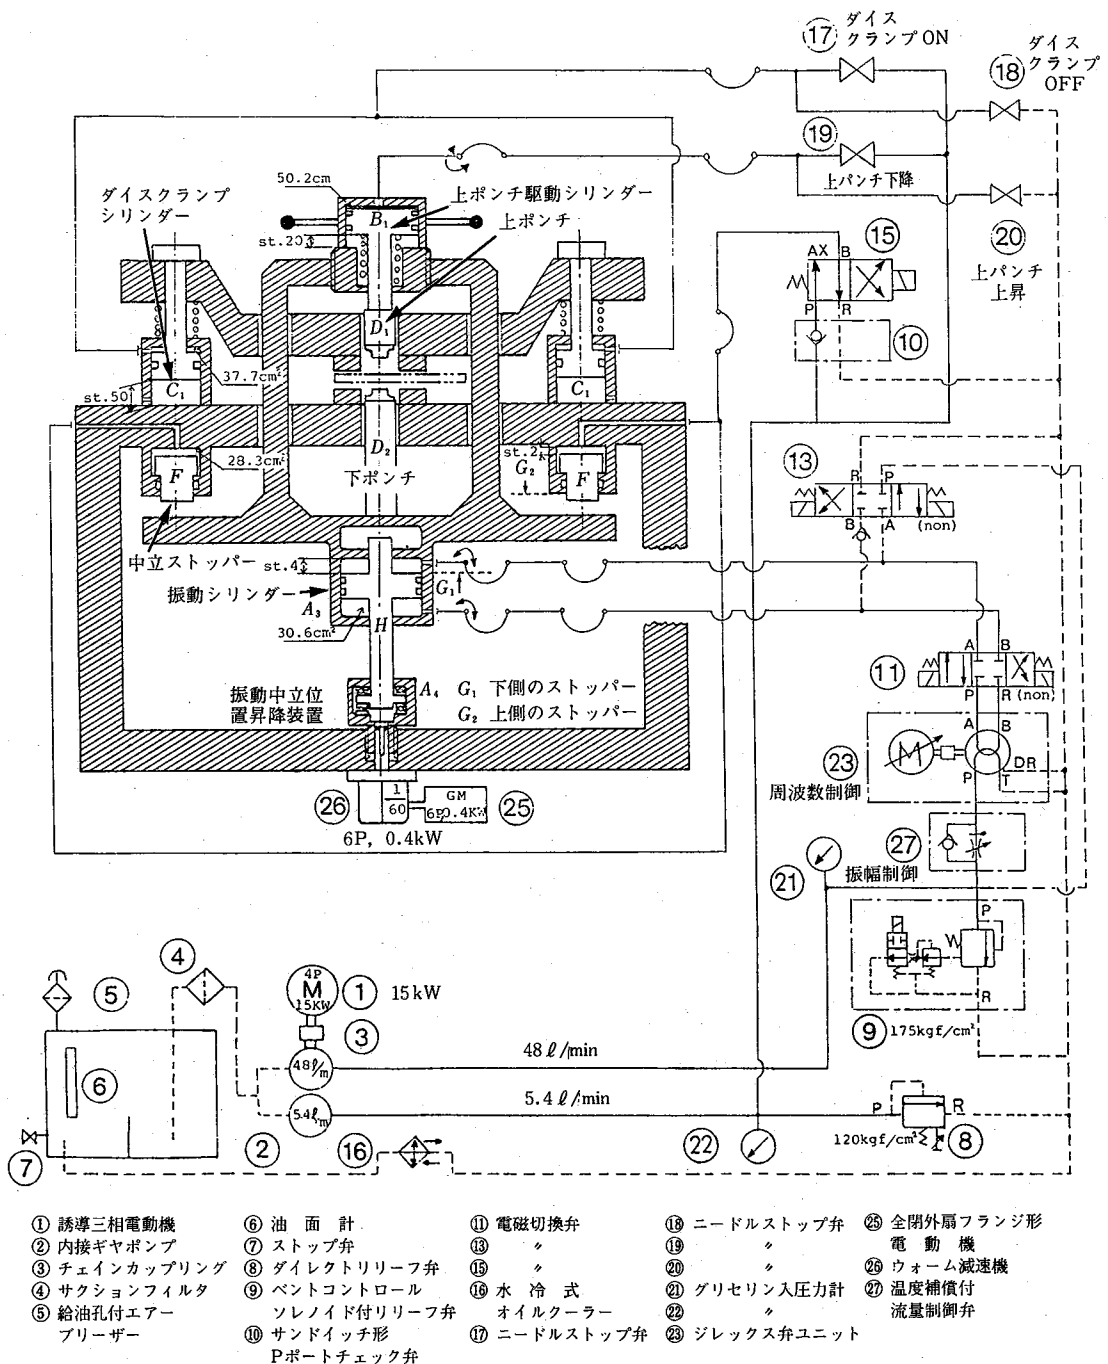 ⑰ ダイス
クランプON
⑱ ダイス
クランプ
OFF
⑲
上パンチ下降
⑳
上パンチ
上昇
50.2cm
ダイスクランプ
シリンダー
上ポンチ駆動シリンダー
上ポンチ
B₁
st.20
D₁
37.7cm²
C₁
C₁
st.50
D₂
28.3cm²
F
下ポンチ
st.2
G₂
F
中立ストッパー
st.4
G₁
振動シリンダー
A₃
H
30.6cm²
振動中立位
置昇降装置
A₄
G₁ 下側のストッパー
G₂ 上側のストッパー
㉖
1
60
GM
6P,0.4KW
㉕
6P, 0.4kW
⑮
AX B
P R
⑩
⑬
R P
B A
(non)
⑪
A B
P R
(non)
A B
M
P
DR
T
㉓
周波数制御
㉗
振幅制御
㉑
P
R
⑨ 175kgf/cm²
④
⑤
⑥
⑦
4P
M
15KW
① 15kW
③
48ℓ/m
48ℓ/min
5.4ℓ/m
5.4ℓ/min
②
⑯
㉒
P R
120kgf/cm²
⑧
① 誘導三相電動機
② 内接ギヤポンプ
③ チェインカップリング
④ サクションフィルタ
⑤ 給油孔付エアー
ブリーザー
⑥ 油面計
⑦ ストップ弁
⑧ ダイレクトリリーフ弁
⑨ ベントコントロール
ソレノイド付リリーフ弁
⑩ サンドイッチ形
Pポートチェック弁
⑪ 電磁切換弁
⑬ 〃
⑮ 〃
⑯ 水冷式
オイルクーラー
⑰ ニードルストップ弁
⑱ ニードルストップ弁
⑲ 〃
⑳ 〃
㉑ グリセリン入圧力計
㉒ 〃
㉓ ジレックス弁ユニット
㉕ 全閉外扇フランジ形
電動機
㉖ ウォーム減速機
㉗ 温度補償付
流量制御弁